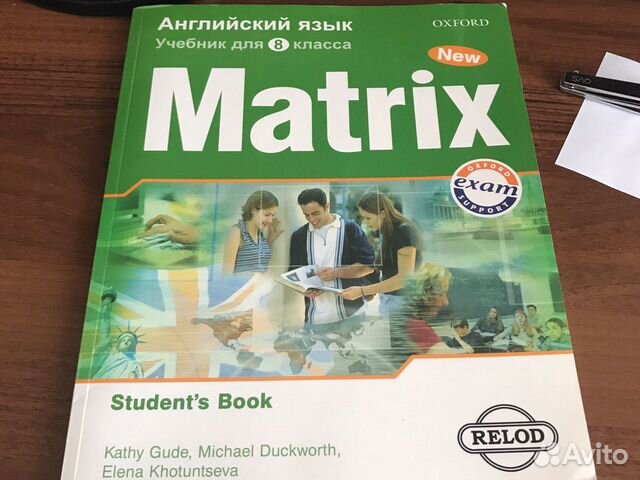 Английский язык
OXFORD
Учебник для 8 класса
New
Matrix
OXFORD
exam
SUPPORT
Student's Book
Kathy Gude, Michael Duckworth,
Elena Khotuntseva
RELOD
Avito